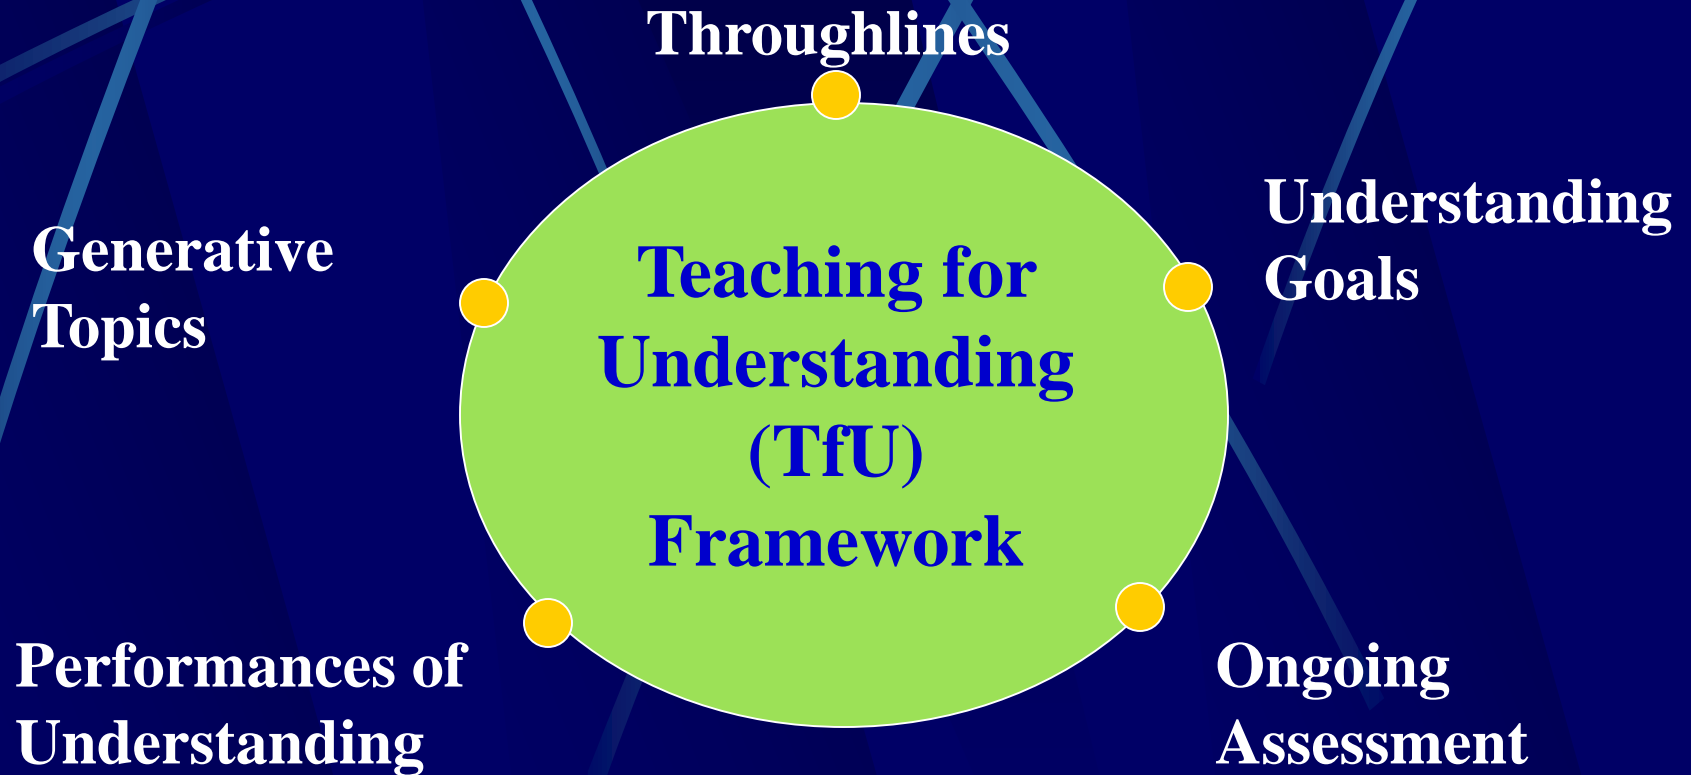 Throughlines
Understanding
Goals
Generative
Topics
Teaching for
Understanding
(TfU)
Framework
Performances of
Understanding
Ongoing
Assessment